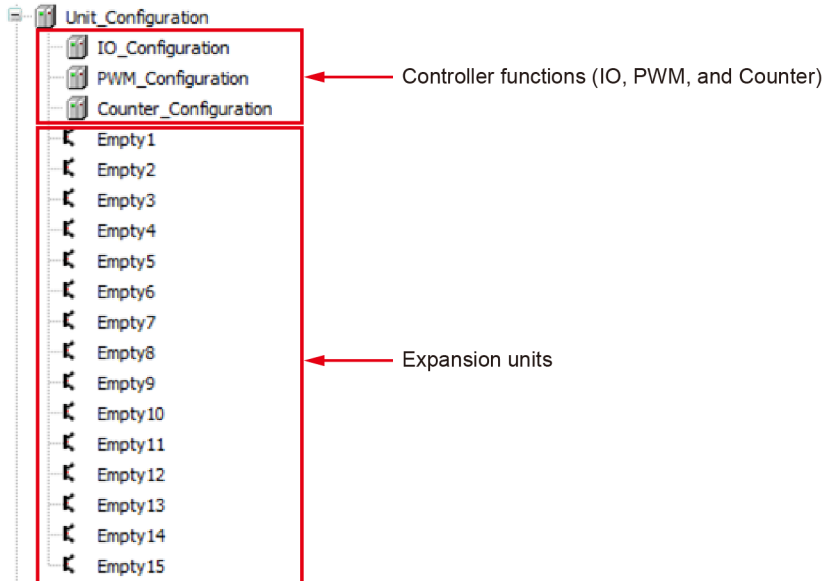 Unit_Configuration
IO_Configuration
PWM_Configuration
Controller functions (IO, PWM, and Counter)
Counter_Configuration
Empty1
Empty2
Empty3
Empty4
Empty5
Empty6
Empty7
Empty8
Expansion units
Empty9
Empty10
Empty11
Empty12
Empty13
Empty14
Empty15